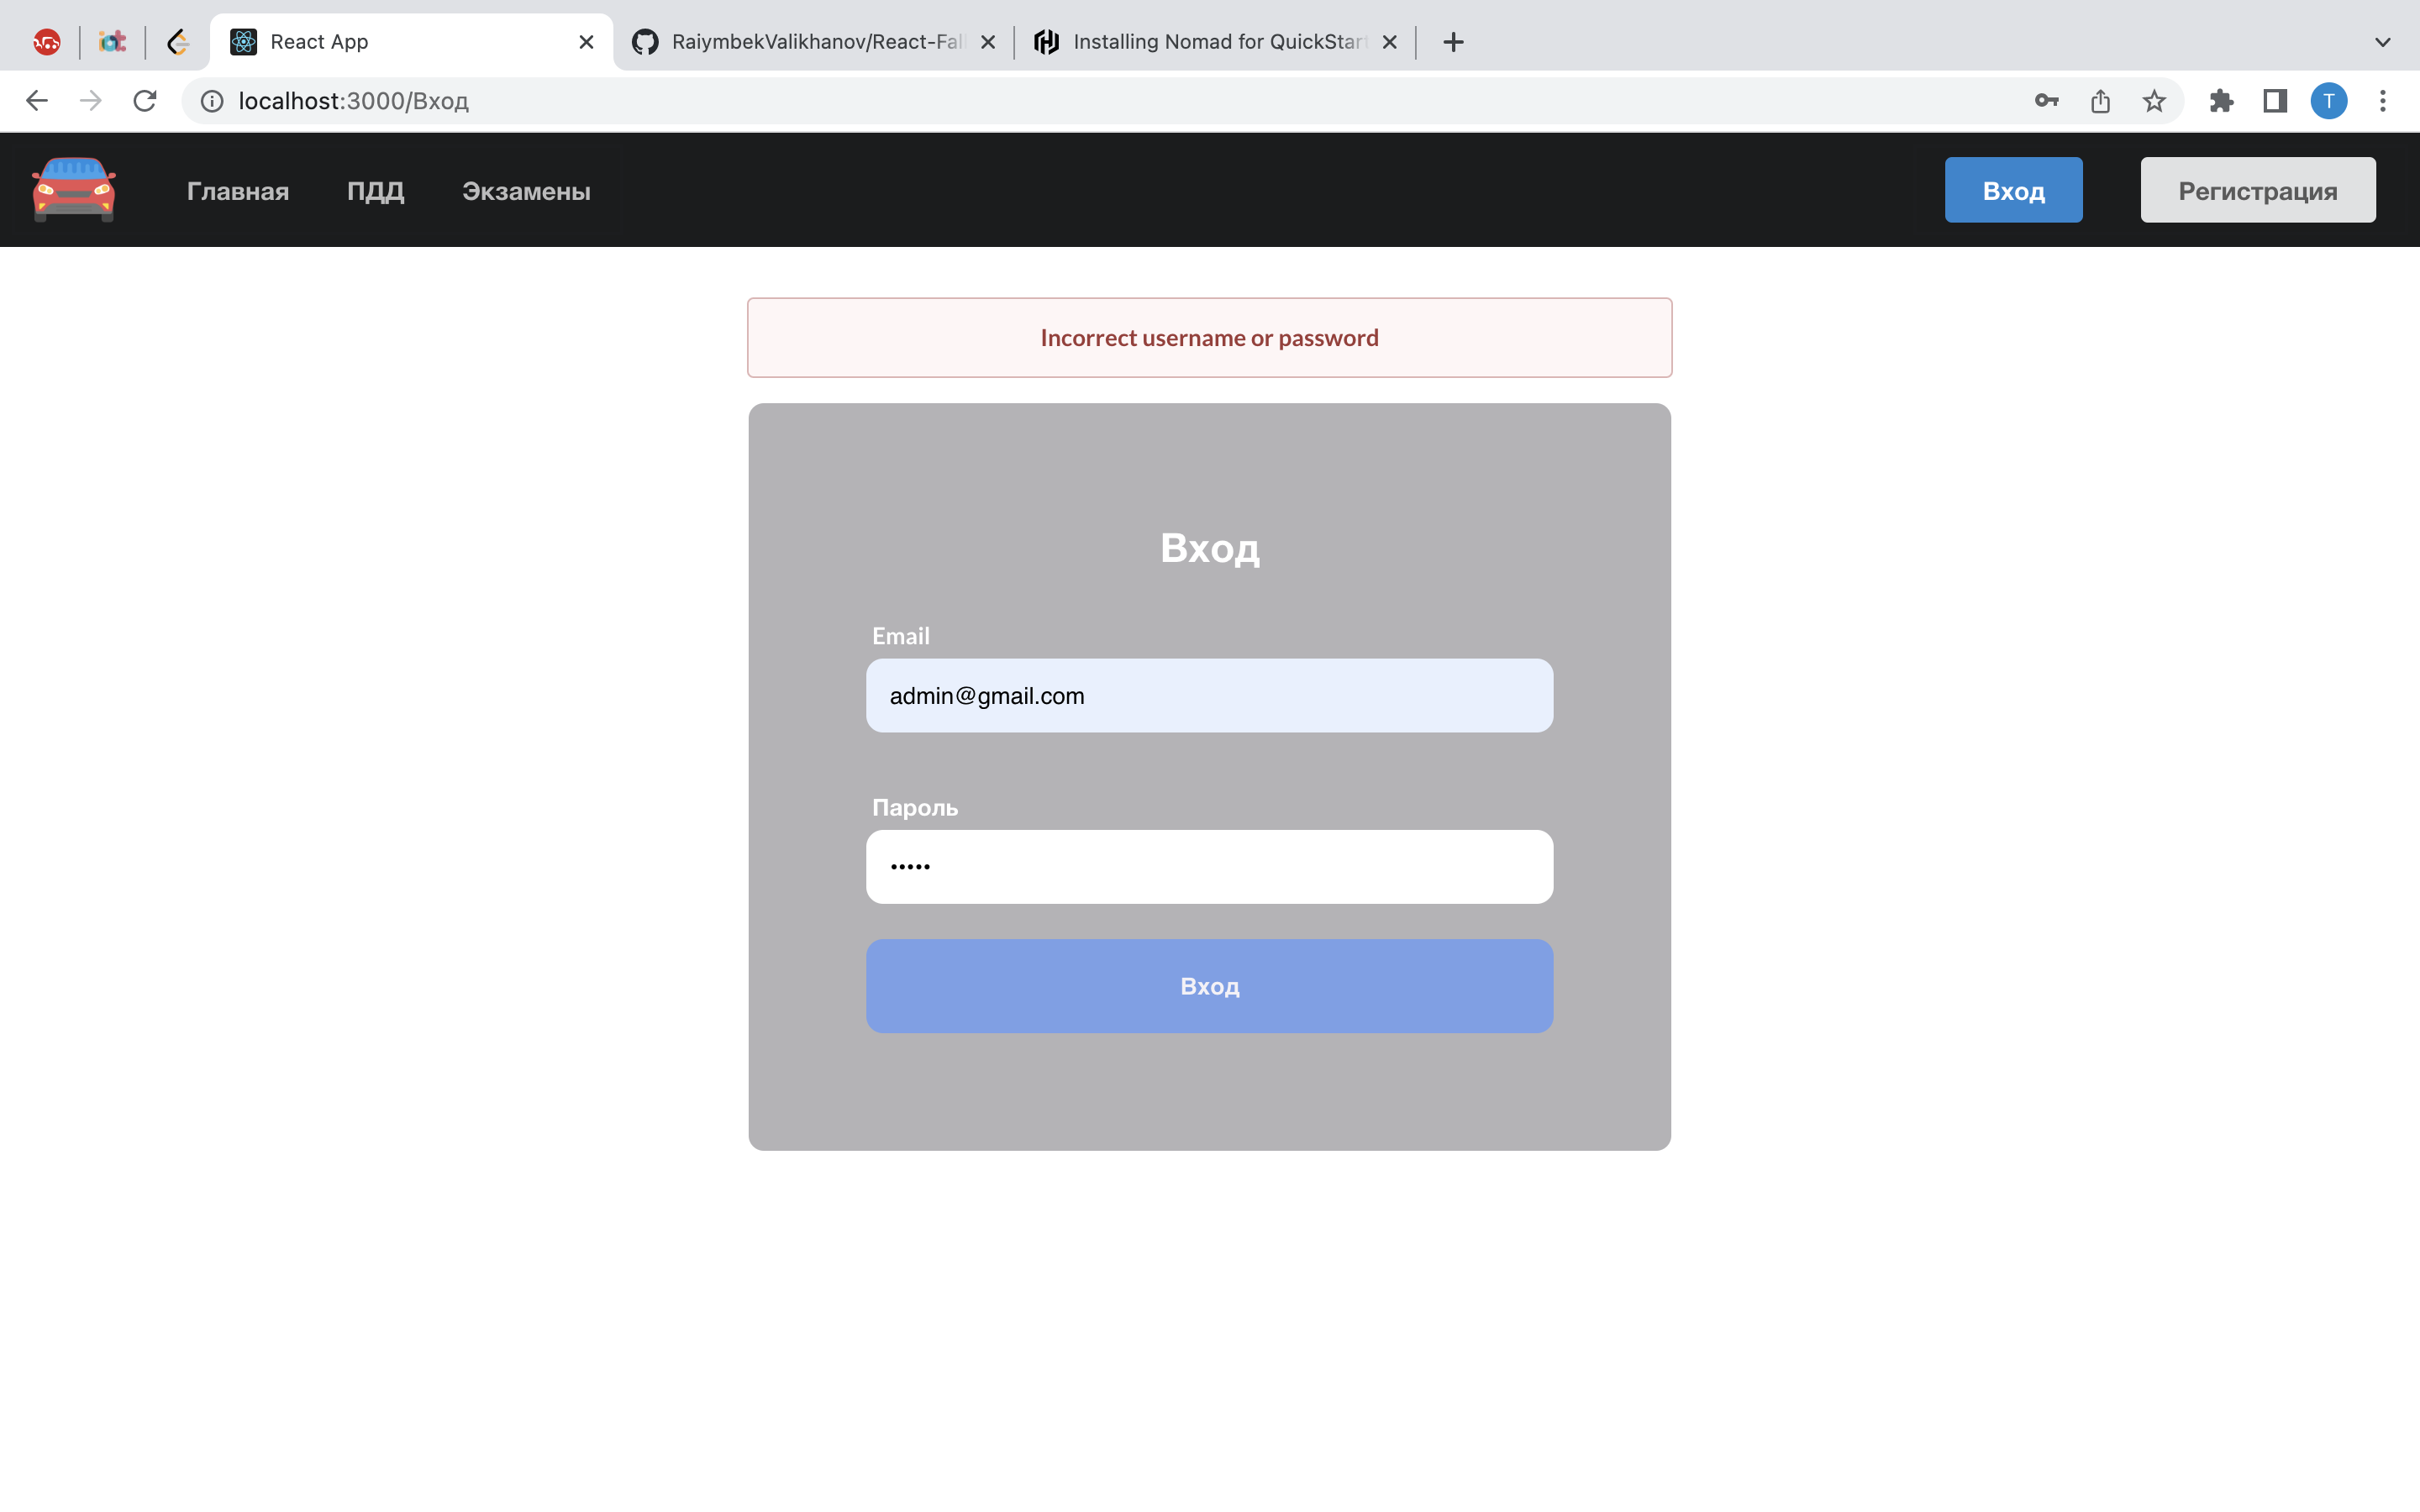 React App
RaiymbekValikhanov/React-Fal
Installing Nomad for QuickStar
localhost:3000/Вход
T
Главная
ПДД
Экзамены
Вход
Регистрация
Incorrect username or password
Вход
Email
admin@gmail.com
Пароль
•••••
Вход